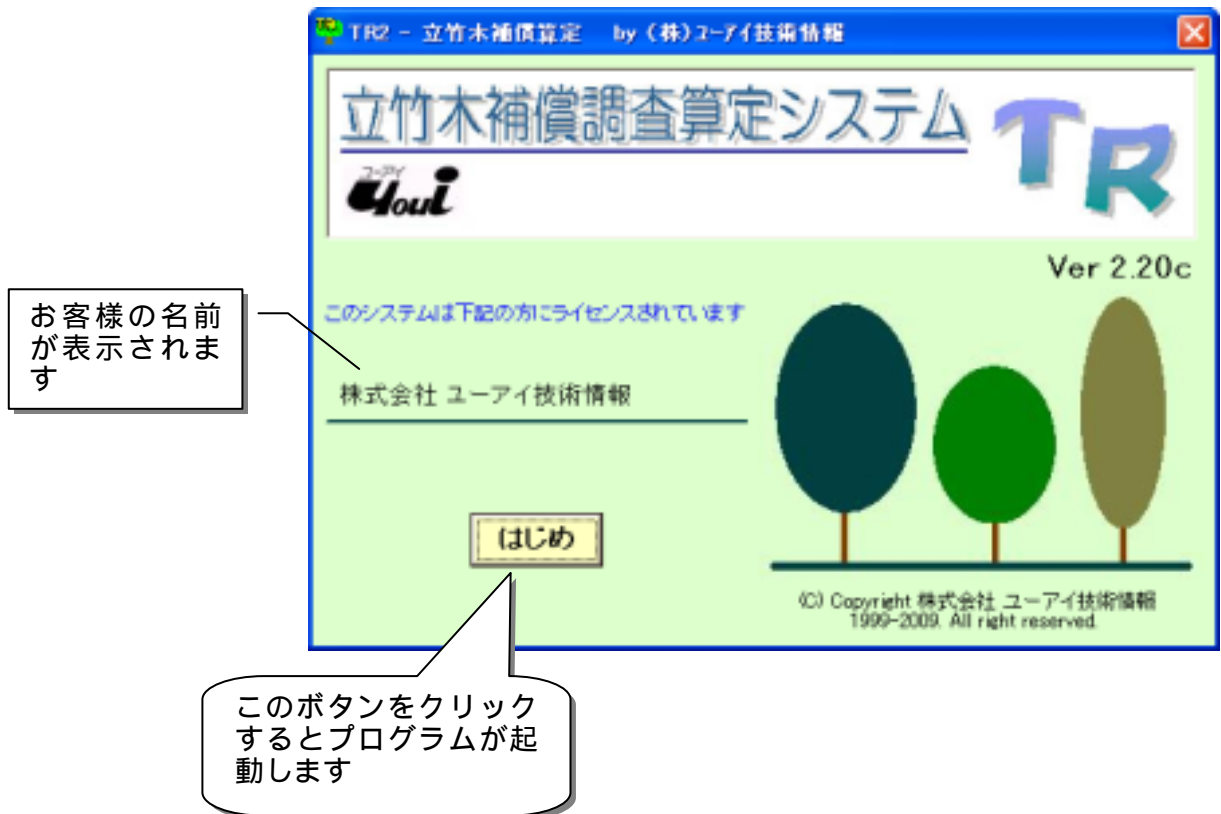 TR2 - 立竹木補償算定 by (株)ユーアイ技術情報
立竹木補償調査算定システム
TR
ユーアイ
Youi
Ver 2.20c
お客様の名前
が表示されま
す
このシステムは下記の方にライセンスされています
株式会社 ユーアイ技術情報
はじめ
(C) Copyright 株式会社 ユーアイ技術情報
1999-2009. All right reserved.
このボタンをクリック
するとプログラムが起
動します